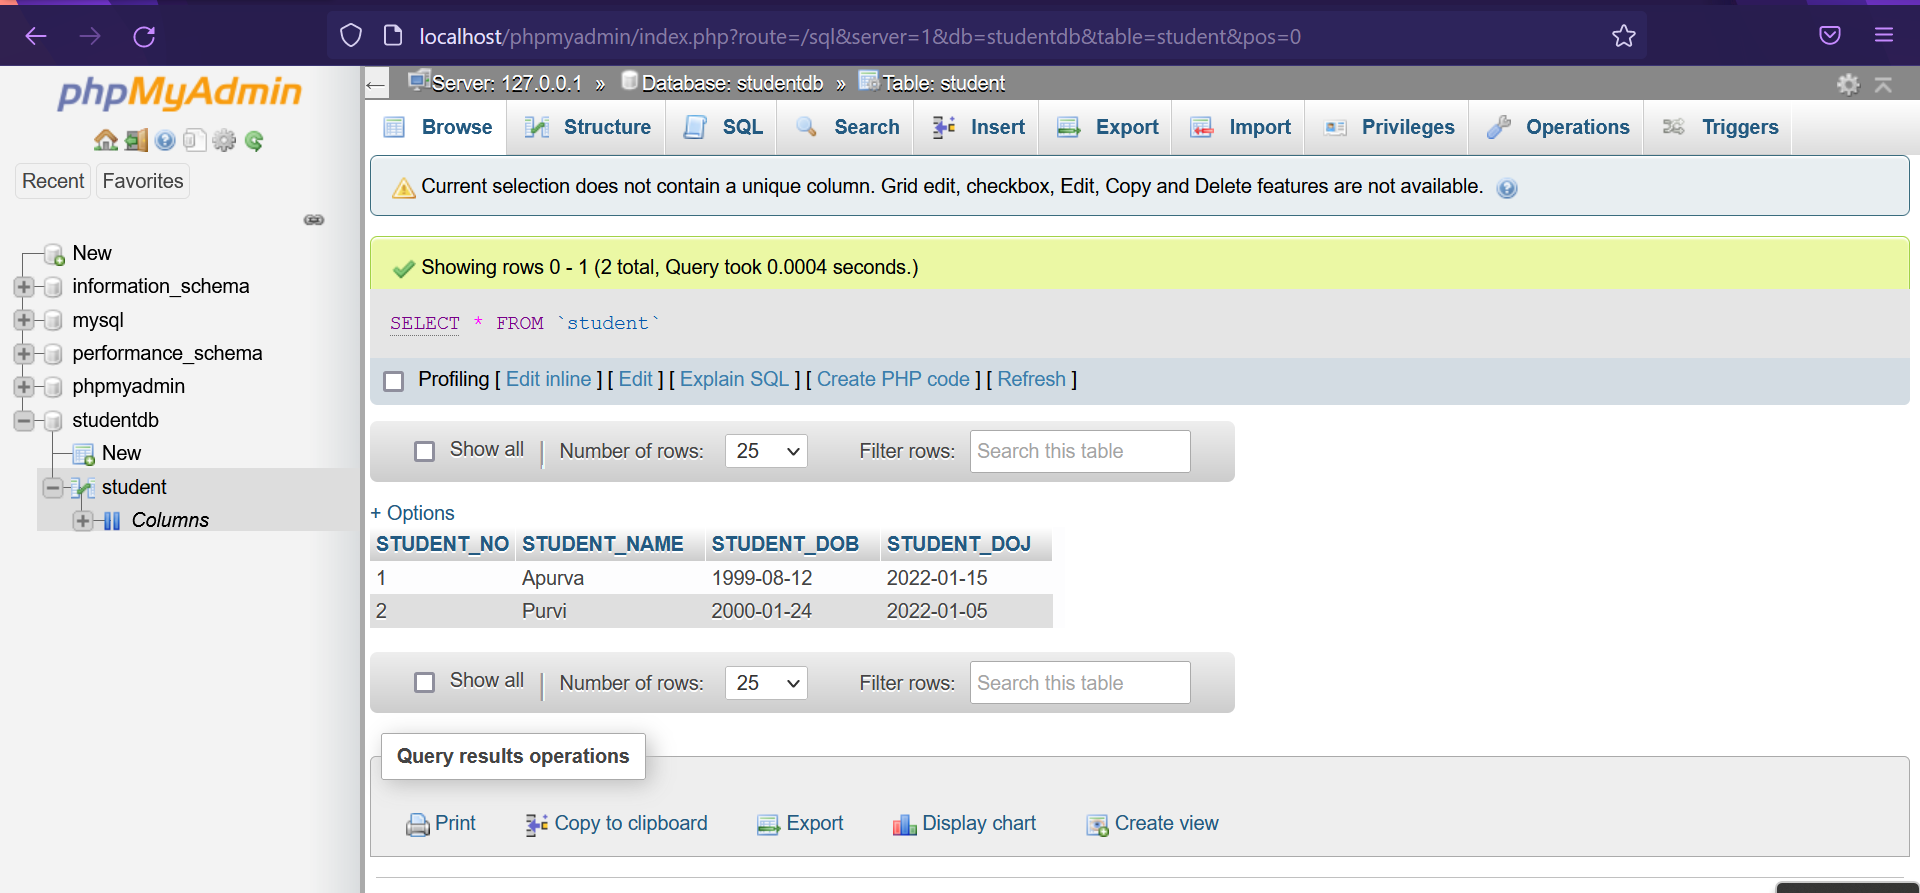 localhost/phpmyadmin/index.php?route=/sql&server=1&db=studentdb&table=student&pos=0
phpMyAdmin
Recent Favorites
New
information_schema
mysql
performance_schema
phpmyadmin
studentdb
New
student
Columns
Server: 127.0.0.1 » Database: studentdb » Table: student
Browse Structure SQL Search Insert Export Import Privileges Operations Triggers
Current selection does not contain a unique column. Grid edit, checkbox, Edit, Copy and Delete features are not available.
Showing rows 0 - 1 (2 total, Query took 0.0004 seconds.)
SELECT * FROM `student`
Profiling [ Edit inline ] [ Edit ] [ Explain SQL ] [ Create PHP code ] [ Refresh ]
Show all | Number of rows: 25 Filter rows: Search this table
+ Options
STUDENT_NO STUDENT_NAME STUDENT_DOB STUDENT_DOJ
1 Apurva 1999-08-12 2022-01-15
2 Purvi 2000-01-24 2022-01-05
Show all | Number of rows: 25 Filter rows: Search this table
Query results operations
Print Copy to clipboard Export Display chart Create view